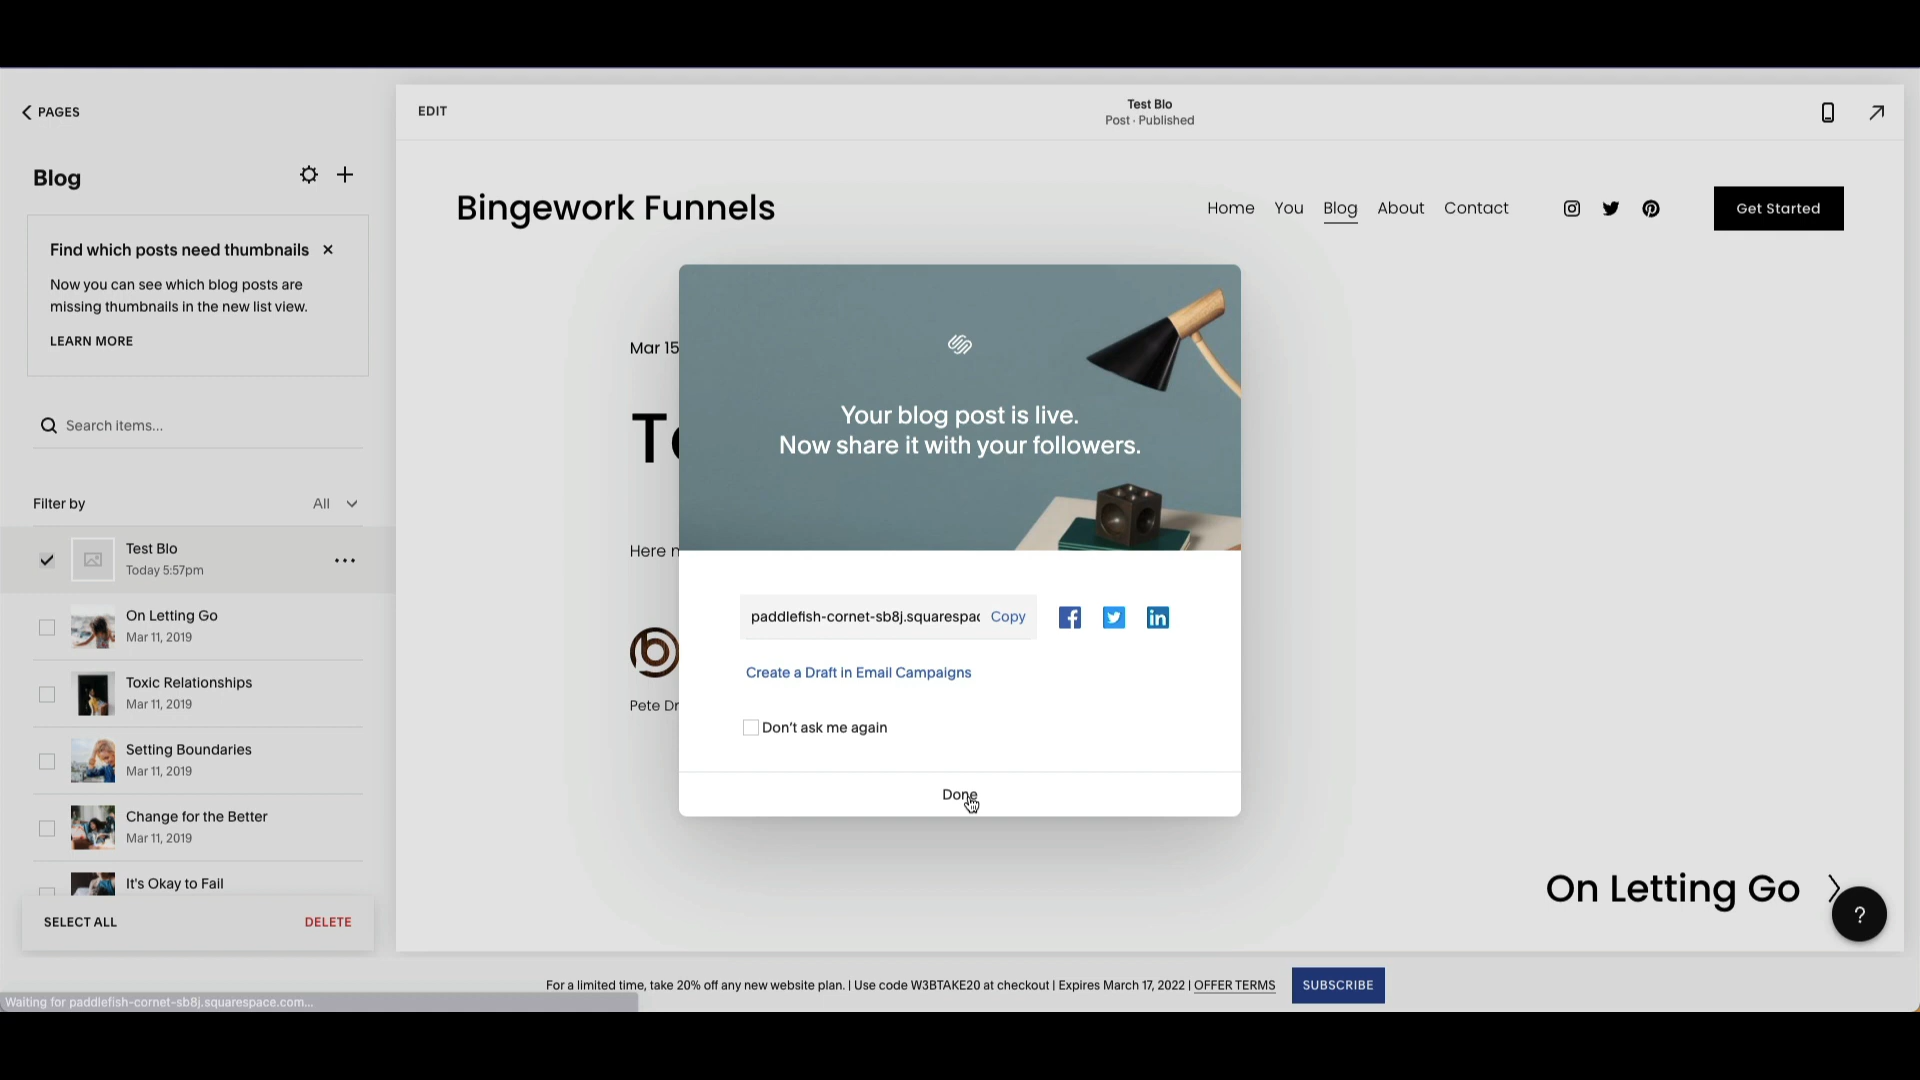 PAGES
EDIT
Test Blo
Post · Published
Blog
Find which posts need thumbnails
Now you can see which blog posts are
missing thumbnails in the new list view.
LEARN MORE
Search items...
Filter by
All
Test Blo
Today 5:57pm
On Letting Go
Mar 11, 2019
Toxic Relationships
Mar 11, 2019
Setting Boundaries
Mar 11, 2019
Change for the Better
Mar 11, 2019
It's Okay to Fail
SELECT ALL
DELETE
Bingework Funnels
Home You Blog About Contact
Get Started
Mar 15
Te
Here n
Pete Dr
Your blog post is live.
Now share it with your followers.
paddlefish-cornet-sb8j.squarespac
Copy
Create a Draft in Email Campaigns
Don't ask me again
Done
On Letting Go
?
For a limited time, take 20% off any new website plan. | Use code W3BTAKE20 at checkout | Expires March 17, 2022 | OFFER TERMS
SUBSCRIBE
Waiting for paddlefish-cornet-sb8j.squarespace.com...